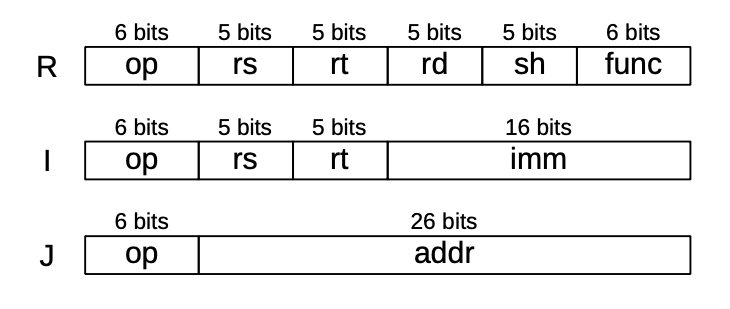 6 bits 5 bits 5 bits 5 bits 5 bits 6 bits
R op rs rt rd sh func
6 bits 5 bits 5 bits 16 bits
I op rs rt imm
6 bits 26 bits
J op addr